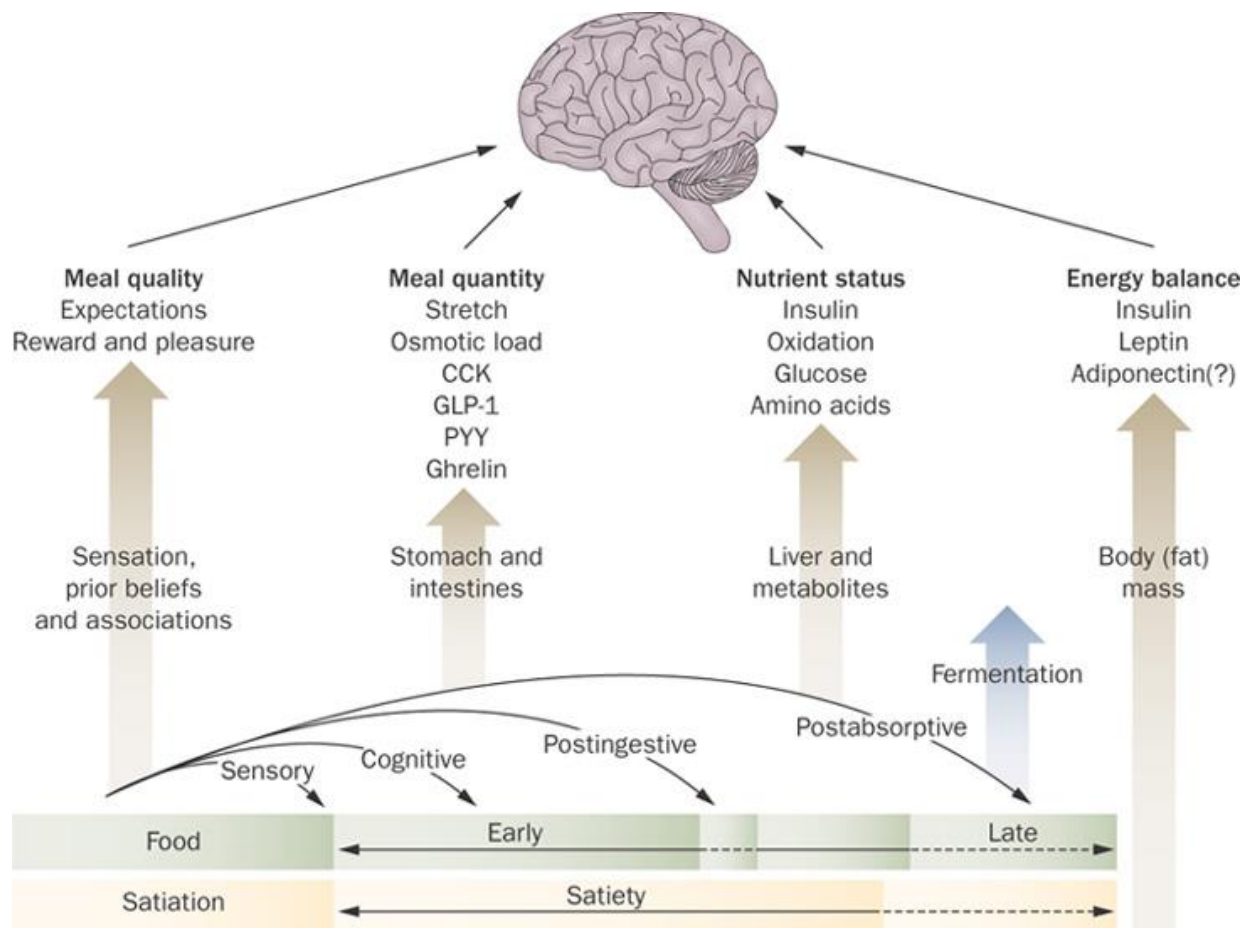 Meal quality
Expectations
Reward and pleasure
Meal quantity
Stretch
Osmotic load
CCK
GLP-1
PYY
Ghrelin
Nutrient status
Insulin
Oxidation
Glucose
Amino acids
Energy balance
Insulin
Leptin
Adiponectin(?)
Sensation,
prior beliefs
and associations
Stomach and
intestines
Liver and
metabolites
Body (fat)
mass
Fermentation
Sensory
Cognitive
Postingestive
Postabsorptive
Food
Early
Late
Satiation
Satiety